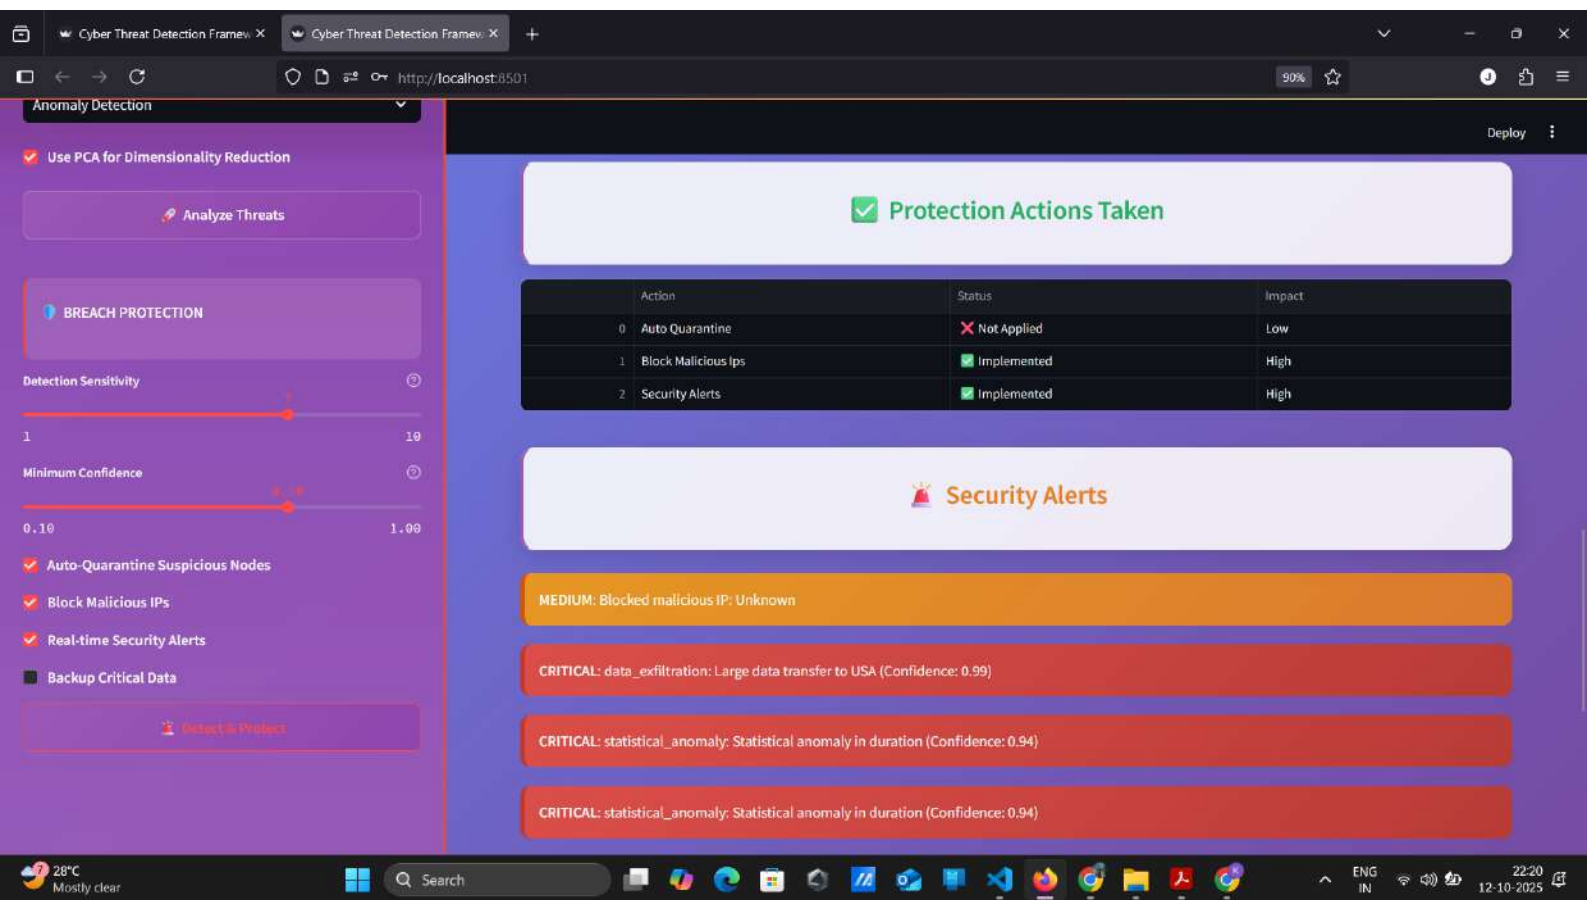 Cyber Threat Detection Framew
Cyber Threat Detection Framew
http://localhost:8501
90%
J
Anomaly Detection
Use PCA for Dimensionality Reduction
🚀 Analyze Threats
BREACH PROTECTION
Detection Sensitivity
7
1
10
Minimum Confidence
0.10
1.00
Auto-Quarantine Suspicious Nodes
Block Malicious IPs
Real-time Security Alerts
Backup Critical Data
Detect & Protect
Deploy
Protection Actions Taken
Action Status Impact
0 Auto Quarantine ❌ Not Applied Low
1 Block Malicious Ips ✅ Implemented High
2 Security Alerts ✅ Implemented High
Security Alerts
MEDIUM: Blocked malicious IP: Unknown
CRITICAL: data_exfiltration: Large data transfer to USA (Confidence: 0.99)
CRITICAL: statistical_anomaly: Statistical anomaly in duration (Confidence: 0.94)
CRITICAL: statistical_anomaly: Statistical anomaly in duration (Confidence: 0.94)
7
28°C
Mostly clear
Search
ENG
IN
22:20
12-10-2025